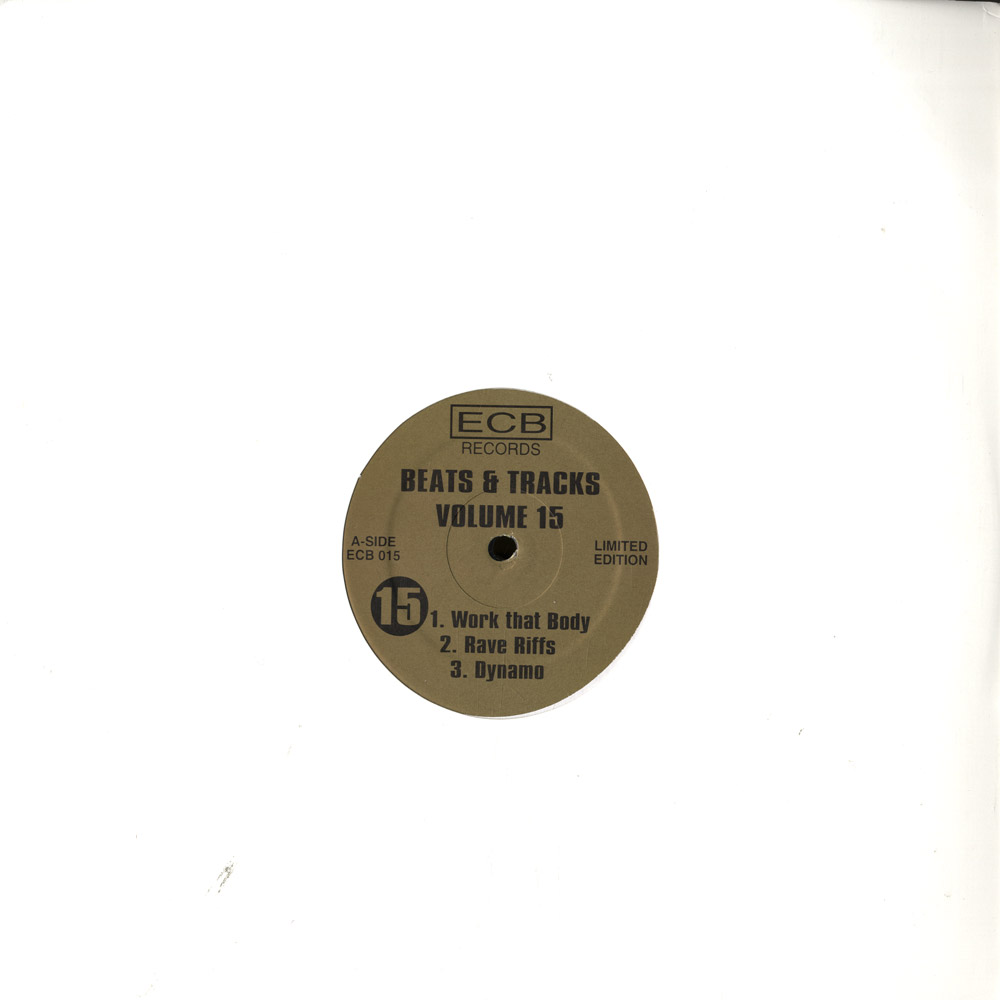 ECB
RECORDS
BEATS & TRACKS
VOLUME 15
A-SIDE
ECB 015
LIMITED
EDITION
15
1. Work that Body
2. Rave Riffs
3. Dynamo